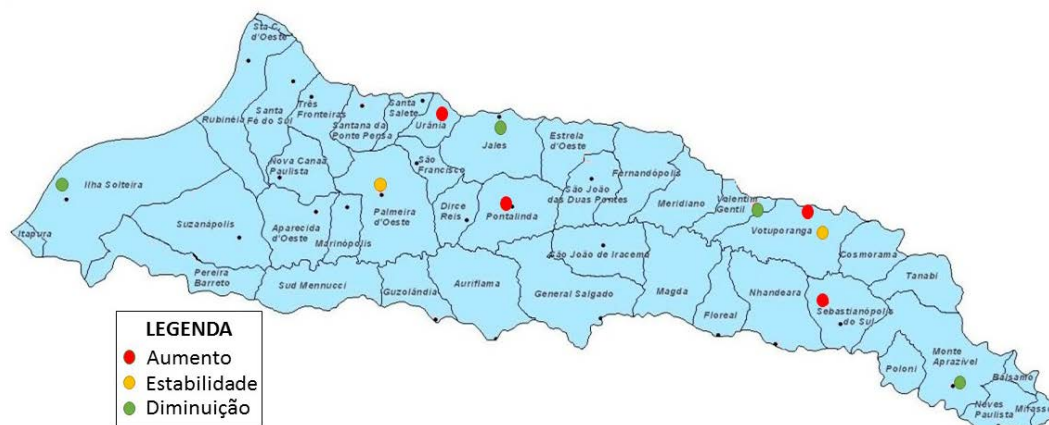 Sta C.
d'Oeste
Rubinéia
Santa
Fé do Sul
Três
Fronteiras
Santana da
Ponte Pensa
Santa
Salete
Urânia
Jales
Estrela
d'Oeste
Fernandópolis
Nova Canaã
Paulista
São
Francisco
São João
das Duas Pontes
Ilha Solteira
Palmeira
d'Oeste
Dirce
Reis
Pontalinda
Meridiano
Valentim
Gentil
Votuporanga
Suzanápolis
Aparecida
d'Oeste
Marinópolis
Itapura
São João de Iracema
Cosmorama
Tanabi
Pereira
Barreto
Sud Mennucci
Guzolândia
Auriflama
General Salgado
Magda
Floreal
Nhandeara
Sebastianópolis
do Sul
Poloni
Monte
Aprazível
Bálsamo
Neves
Paulista
LEGENDA
Aumento
Estabilidade
Diminuição